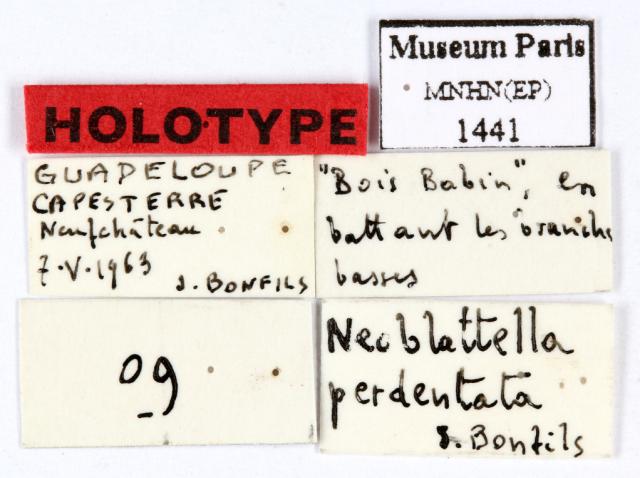 Museum Paris
MNHN(EP)
1441
HOLOTYPE
GUADELOUPE
CAPESTERRE
Neufchâteau
7.V.1963
J. BONFILS
"Bois Babin", en
battant les branches
basses
09
Neoblattella
perdentata
J. Bonfils